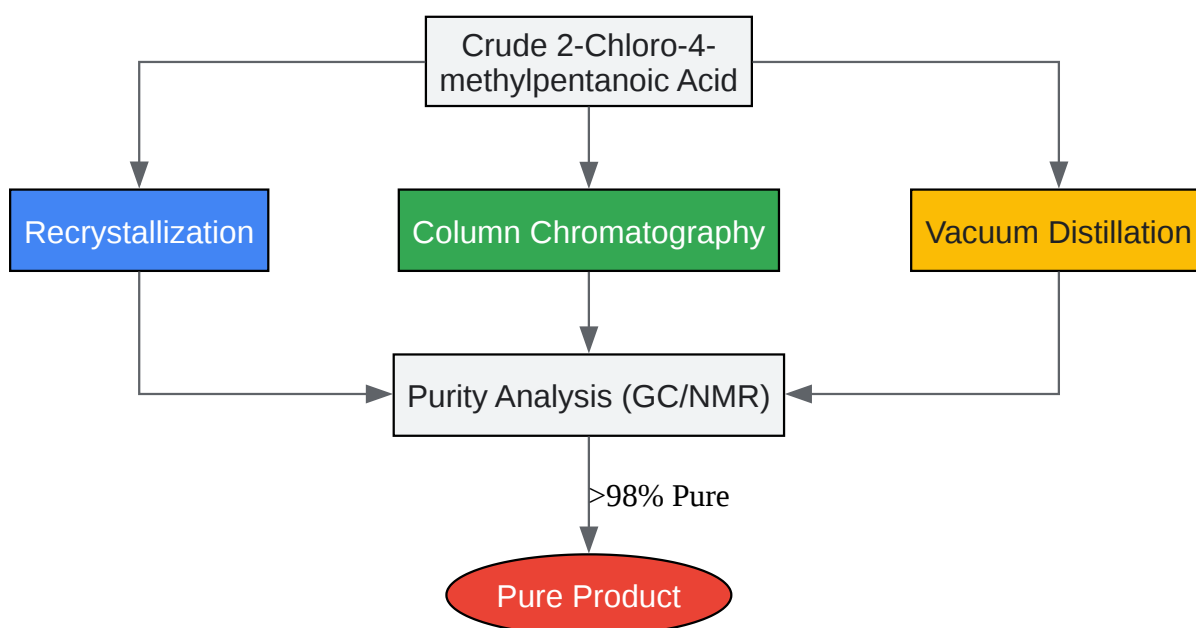 Crude 2-Chloro-4-
methylpentanoic Acid
Recrystallization
Column Chromatography
Vacuum Distillation
Purity Analysis (GC/NMR)
>98% Pure
Pure Product